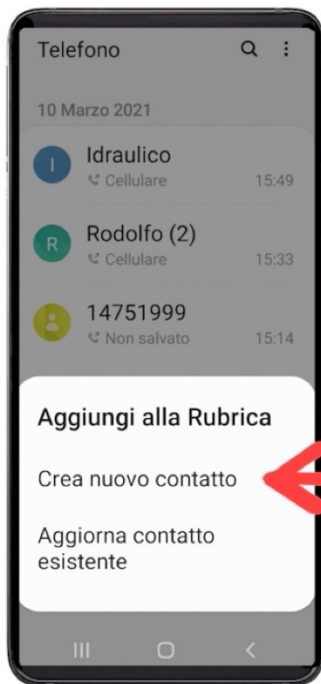 Telefono
10 Marzo 2021
I
Idraulico
Cellulare 15:49
R
Rodolfo (2)
Cellulare 15:33
14751999
Non salvato 15:14
Aggiungi alla Rubrica
Crea nuovo contatto
Aggiorna contatto
esistente